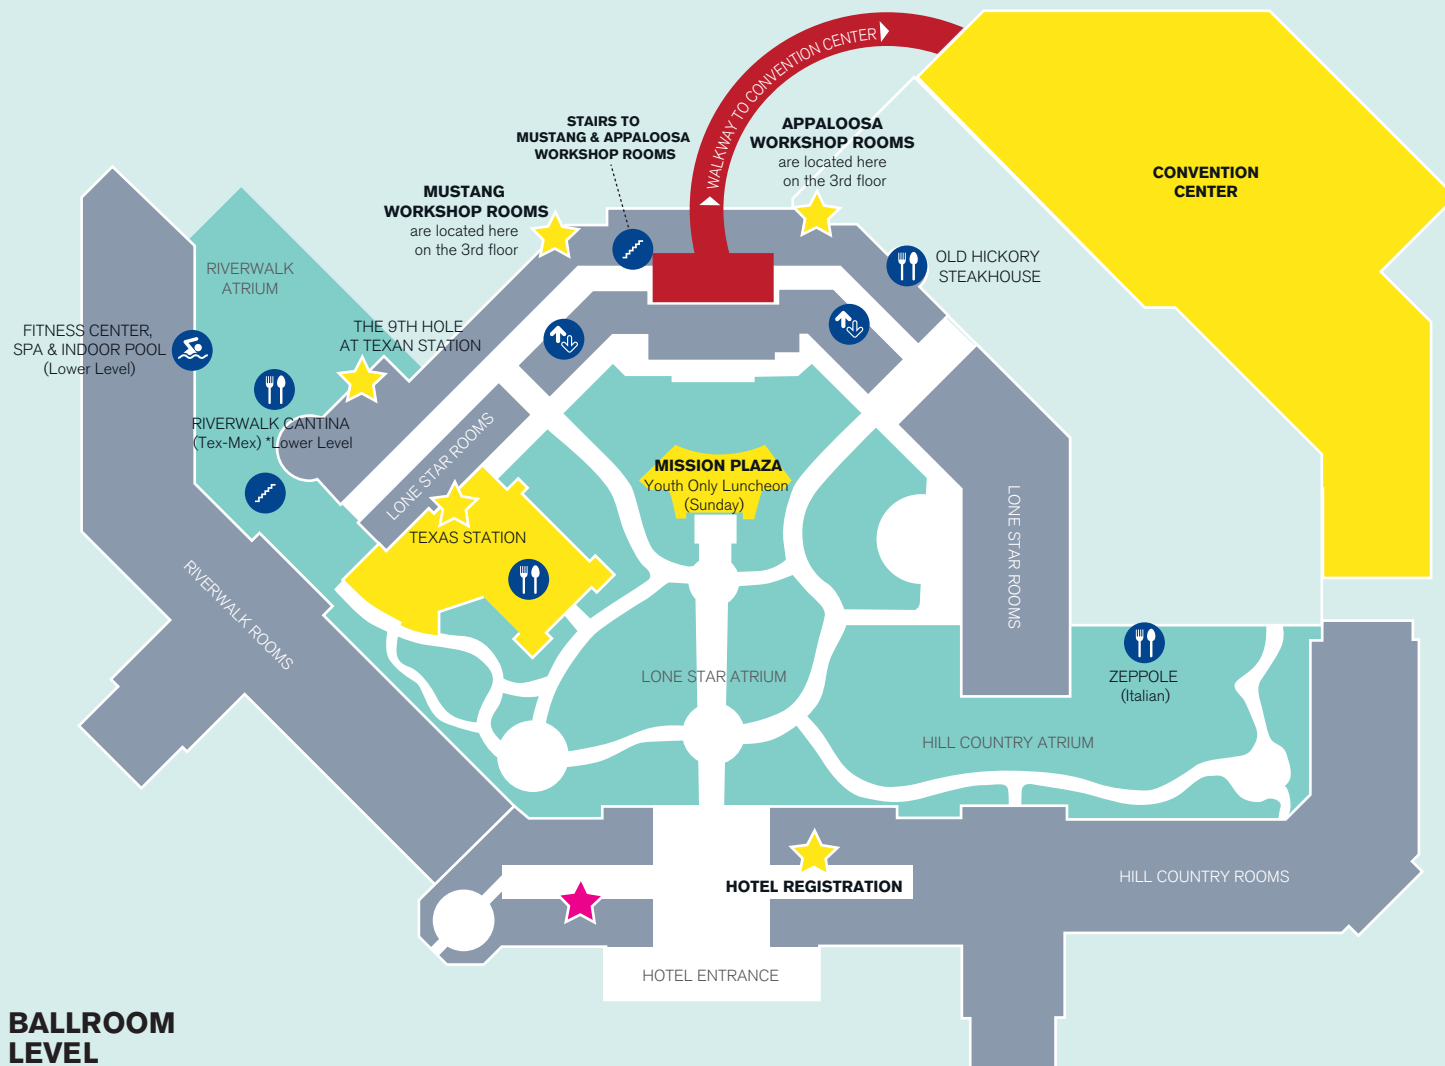 WALKWAY TO CONVENTION CENTER
STAIRS TO
MUSTANG & APPALOOSA
WORKSHOP ROOMS
APPALOOSA
WORKSHOP ROOMS
are located here
on the 3rd floor
CONVENTION
CENTER
MUSTANG
WORKSHOP ROOMS
are located here
on the 3rd floor
OLD HICKORY
STEAKHOUSE
RIVERWALK
ATRIUM
FITNESS CENTER,
SPA & INDOOR POOL
(Lower Level)
THE 9TH HOLE
AT TEXAN STATION
RIVERWALK CANTINA
(Tex-Mex) *Lower Level
LONE STAR ROOMS
MISSION PLAZA
Youth Only Luncheon
(Sunday)
TEXAS STATION
LONE STAR ROOMS
RIVERWALK ROOMS
LONE STAR ATRIUM
ZEPPOLE
(Italian)
HILL COUNTRY ATRIUM
HOTEL REGISTRATION
HILL COUNTRY ROOMS
HOTEL ENTRANCE
BALLROOM
LEVEL